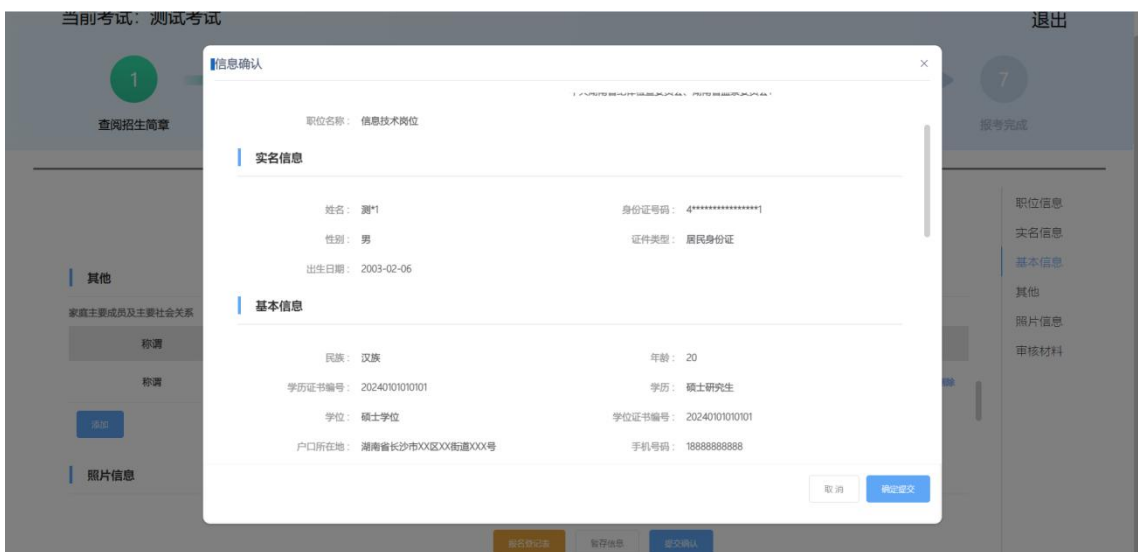 当前考试：测试考试
退出
1
7
查阅招生简章
报考完成
信息确认
×
职位名称： 信息技术岗位
实名信息
姓名： 测*1
身份证号码： 4****************1
性别： 男
证件类型： 居民身份证
出生日期： 2003-02-06
基本信息
民族： 汉族
年龄： 20
学历证书编号： 20240101010101
学历： 硕士研究生
学位： 硕士学位
学位证书编号： 20240101010101
户口所在地： 湖南省长沙市XX区XX街道XXX号
手机号码： 18888888888
取消
确定提交
其他
家庭主要成员及主要社会关系
称谓
称谓
添加
照片信息
职位信息
实名信息
基本信息
其他
照片信息
审核材料
报名登记表
暂存信息
提交确认